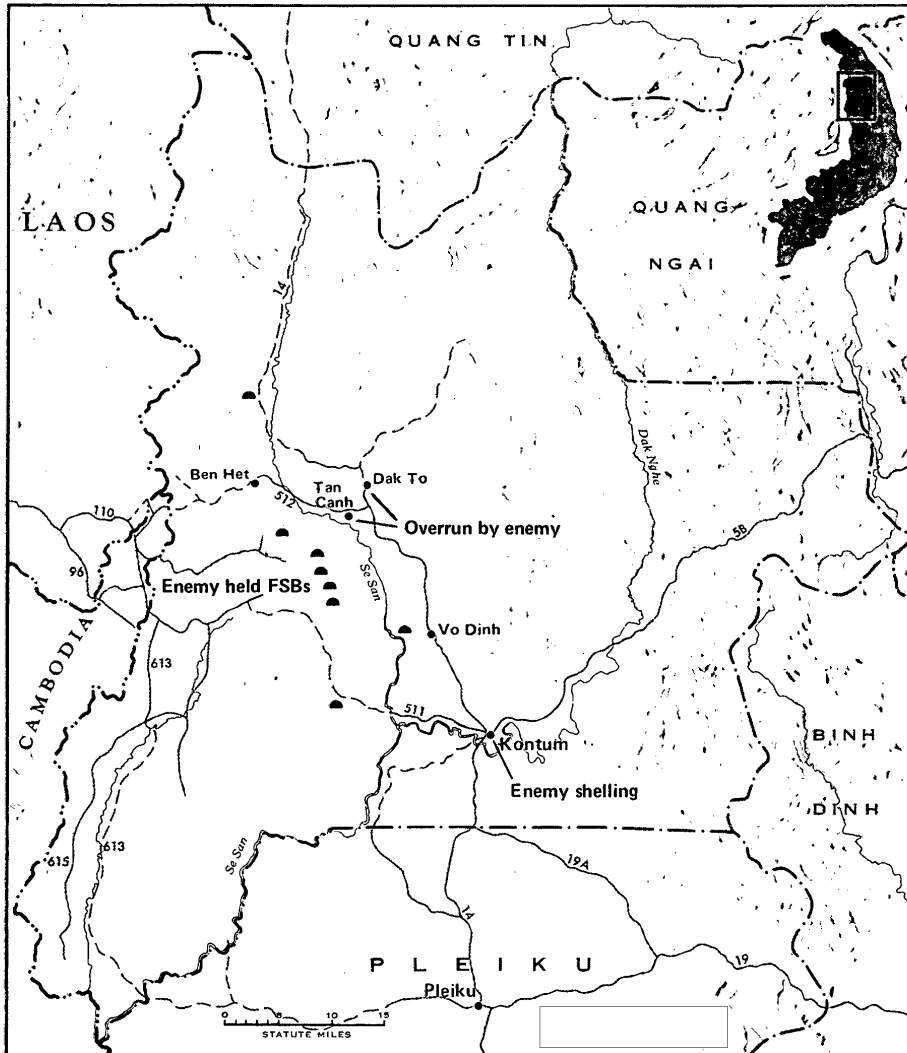 QUANG TIN
LAOS
QUANG
NGAI
14
Dak Nghe
Ben Het
Tan
Canh
Dak To
512
Overrun by enemy
110
5B
96
Enemy held FSBs
Se San
CAMBODIA
Vo Dinh
613
511
Kontum
BINH
Enemy shelling
DINH
613
615
Se San
19A
14
PLEIKU
19
Pleiku
0 5 10 15
STATUTE MILES